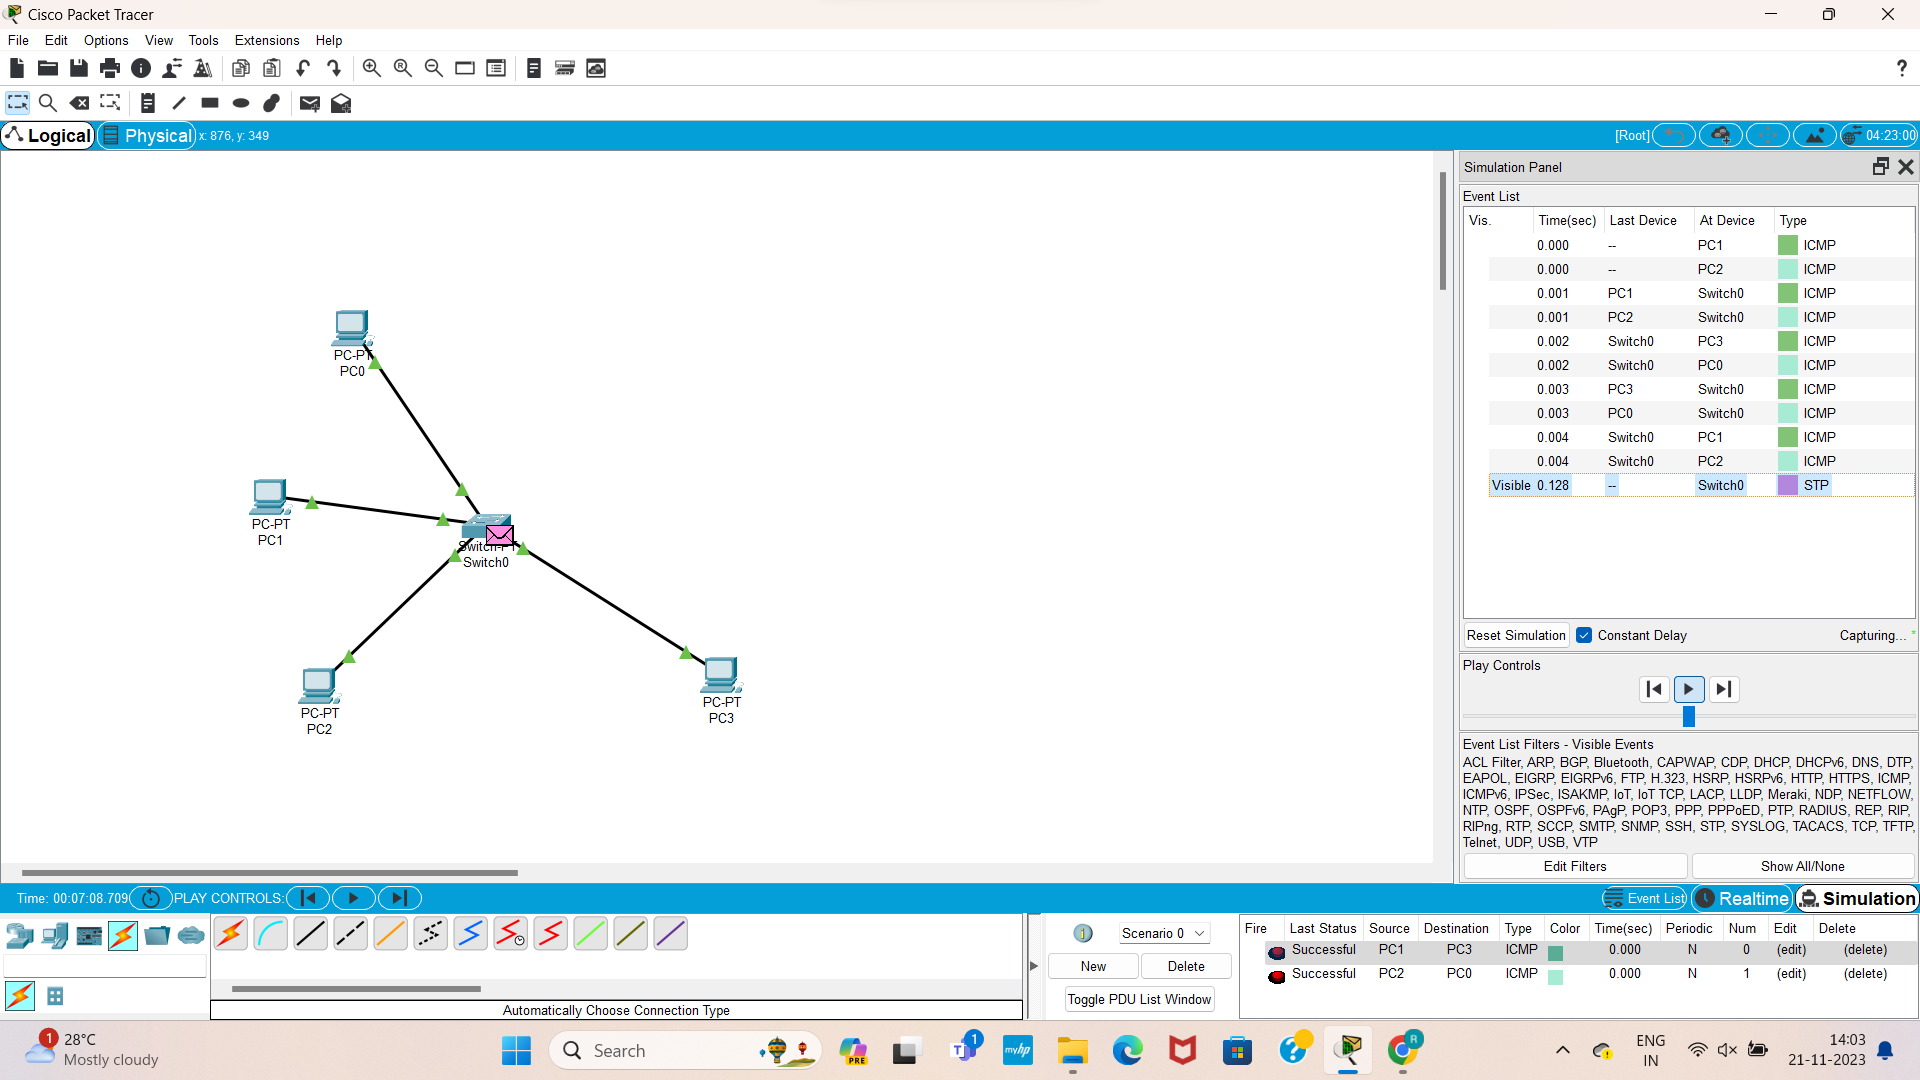 Cisco Packet Tracer
File Edit Options View Tools Extensions Help
?
Logical Physical x: 876, y: 349 [Root] 04:23:00
Simulation Panel
Event List
Vis. Time(sec) Last Device At Device Type
0.000 -- PC1 ICMP
0.000 -- PC2 ICMP
0.001 PC1 Switch0 ICMP
0.001 PC2 Switch0 ICMP
0.002 Switch0 PC3 ICMP
0.002 Switch0 PC0 ICMP
0.003 PC3 Switch0 ICMP
0.003 PC0 Switch0 ICMP
0.004 Switch0 PC1 ICMP
0.004 Switch0 PC2 ICMP
Visible 0.128 -- Switch0 STP
PC-PT
PC0
PC-PT
PC1
Switch-PT
Switch0
PC-PT
PC2
PC-PT
PC3
Reset Simulation Constant Delay Capturing... *
Play Controls
Event List Filters - Visible Events
ACL Filter, ARP, BGP, Bluetooth, CAPWAP, CDP, DHCP, DHCPv6, DNS, DTP,
EAPOL, EIGRP, EIGRPv6, FTP, H.323, HSRP, HSRPv6, HTTP, HTTPS, ICMP,
ICMPv6, IPSec, ISAKMP, IoT, IoT TCP, LACP, LLDP, Meraki, NDP, NETFLOW,
NTP, OSPF, OSPFv6, PAgP, POP3, PPP, PPPoED, PTP, RADIUS, REP, RIP,
RIPng, RTP, SCCP, SMTP, SNMP, SSH, STP, SYSLOG, TACACS, TCP, TFTP,
Telnet, UDP, USB, VTP
Edit Filters Show All/None
Time: 00:07:08.709 PLAY CONTROLS: Event List Realtime Simulation
Scenario 0
New Delete
Toggle PDU List Window
Fire Last Status Source Destination Type Color Time(sec) Periodic Num Edit Delete
Successful PC1 PC3 ICMP 0.000 N 0 (edit) (delete)
Successful PC2 PC0 ICMP 0.000 N 1 (edit) (delete)
Automatically Choose Connection Type
1 28°C
Mostly cloudy
Search
PRE
T 1
myhp
?
R
ENG
IN
14:03
21-11-2023